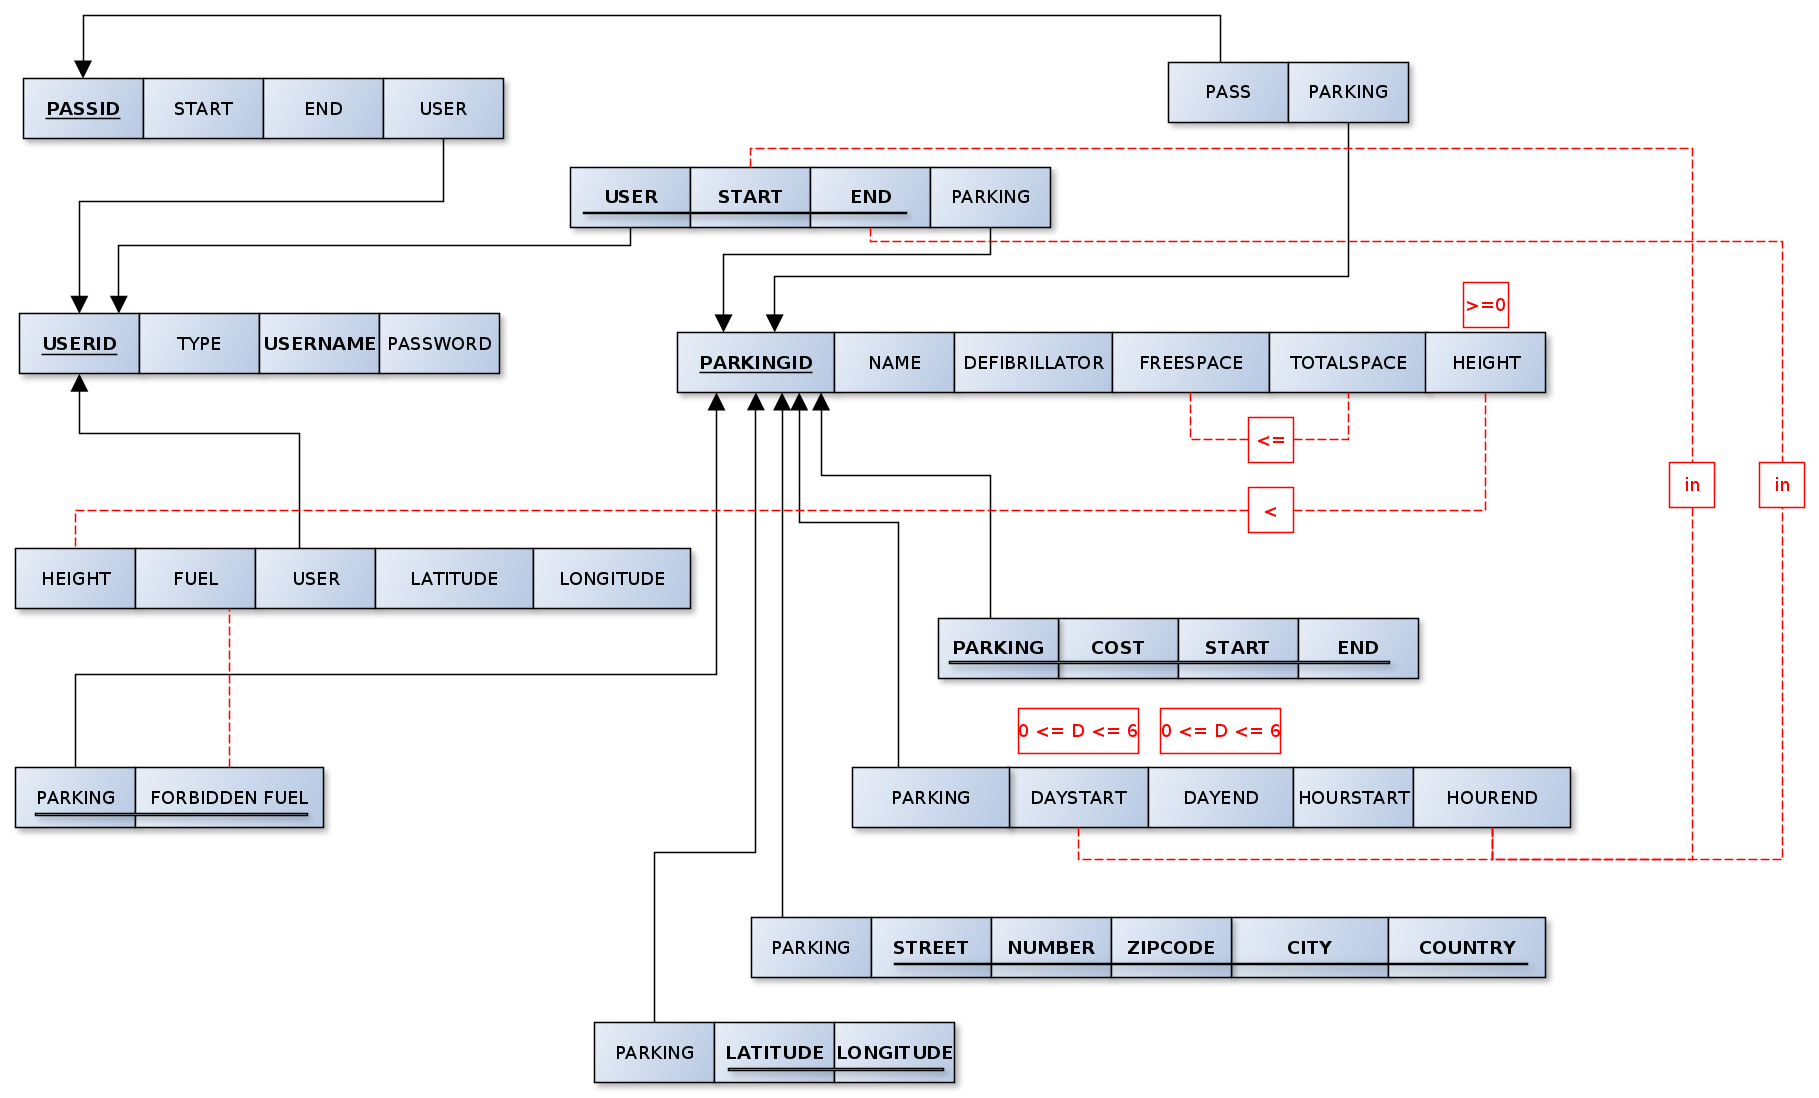 PASS PARKING
PASSID START END USER
USER START END PARKING
>=0
USERID TYPE USERNAME PASSWORD
PARKINGID NAME DEFIBRILLATOR FREESPACE TOTALSPACE HEIGHT
<=
in in
<
HEIGHT FUEL USER LATITUDE LONGITUDE
PARKING COST START END
0 <= D <= 6 0 <= D <= 6
PARKING FORBIDDEN FUEL
PARKING DAYSTART DAYEND HOURSTART HOUREND
PARKING STREET NUMBER ZIPCODE CITY COUNTRY
PARKING LATITUDE LONGITUDE